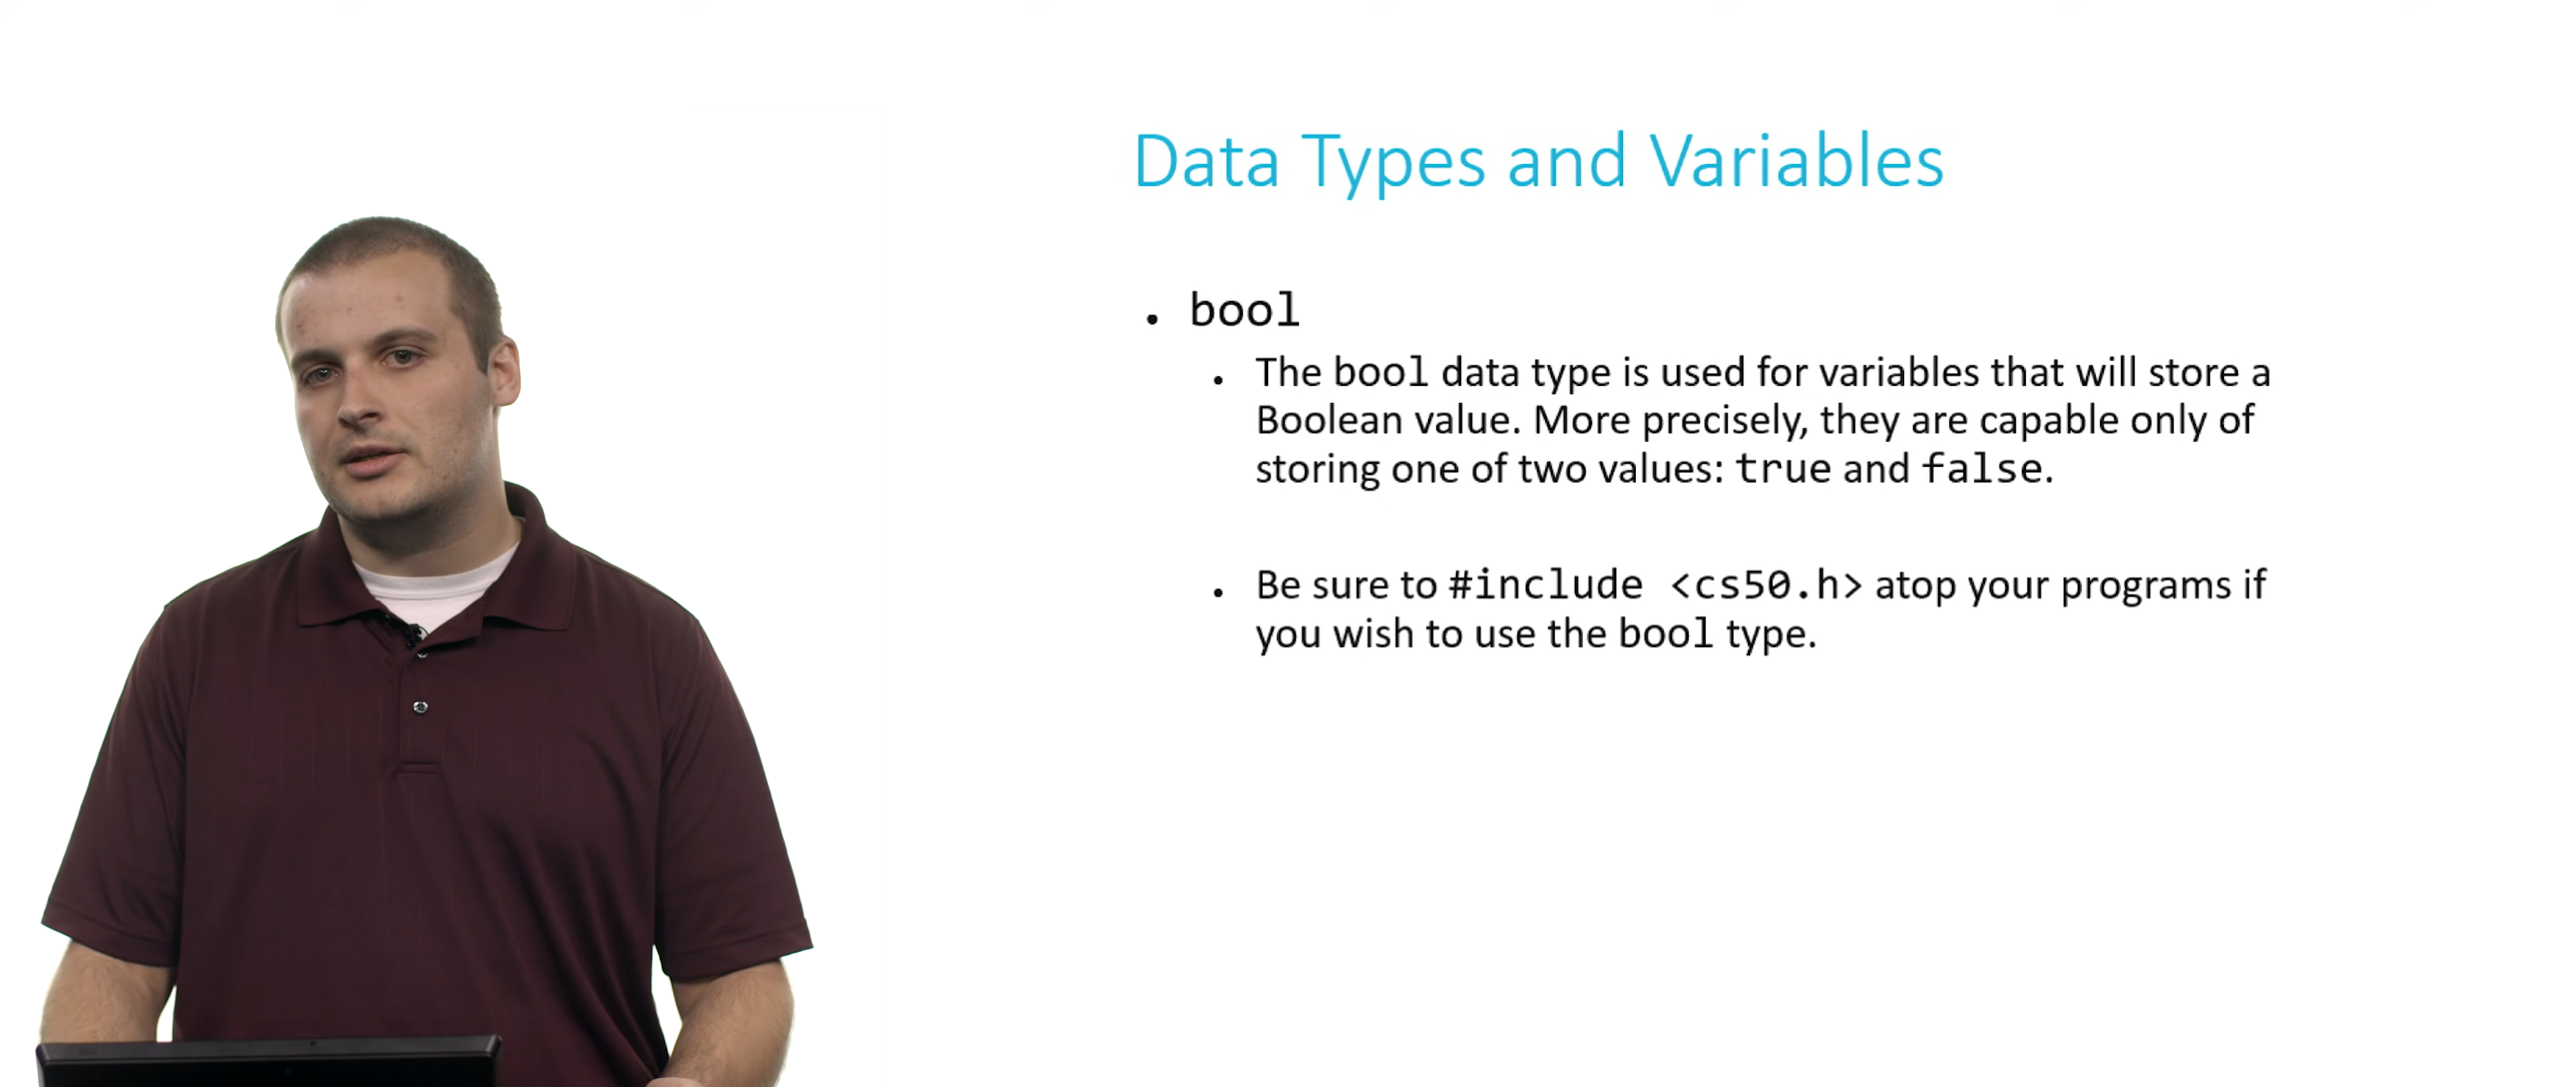 Data Types and Variables
• bool
• The bool data type is used for variables that will store a
Boolean value. More precisely, they are capable only of
storing one of two values: true and false.
• Be sure to #include <cs50.h> atop your programs if
you wish to use the bool type.